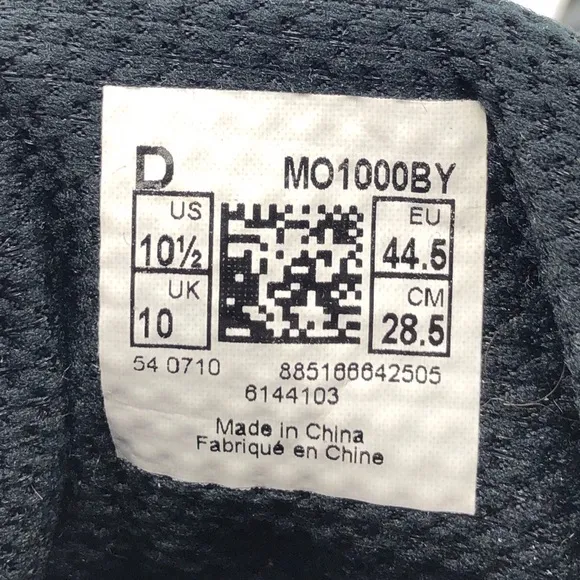 D MO1000BY
US EU
10½ 44.5
UK CM
10 28.5
54 0710 885166642505
6144103
Made in China
Fabriqué en Chine